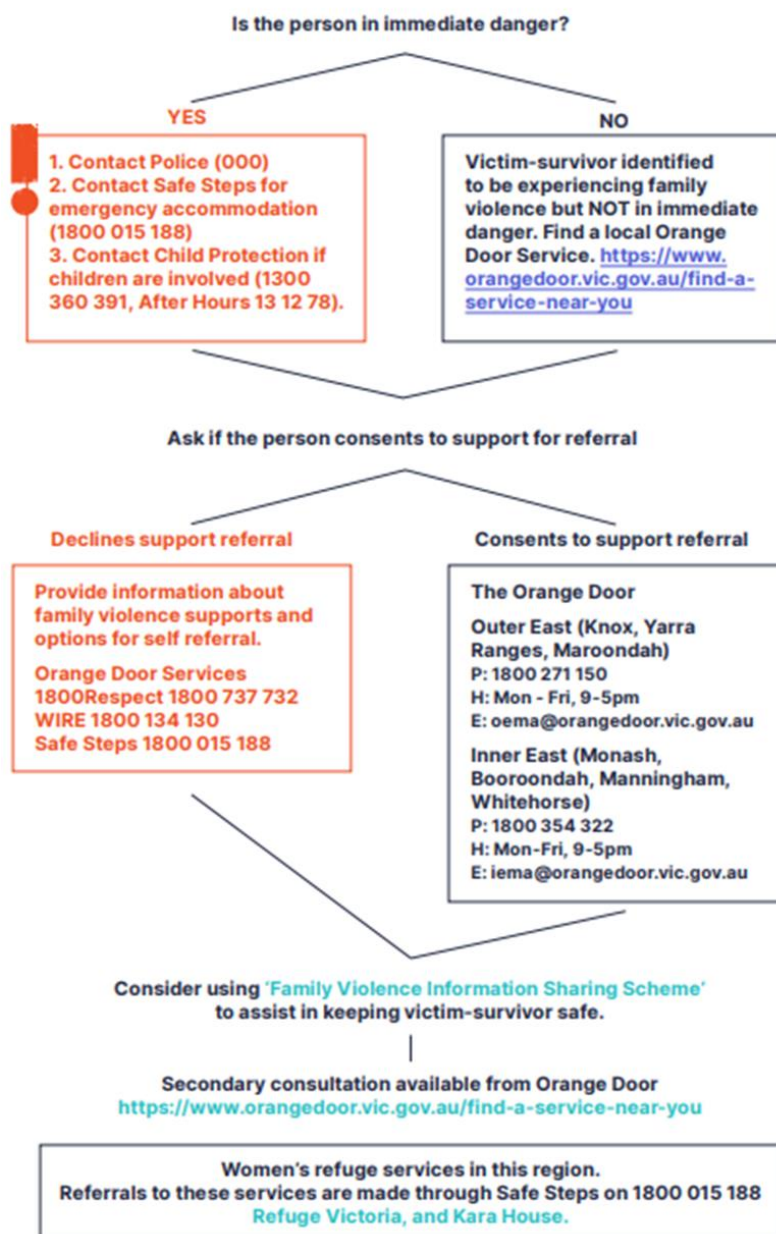 Is the person in immediate danger?
YES
1. Contact Police (000)
2. Contact Safe Steps for
emergency accommodation
(1800 015 188)
3. Contact Child Protection if
children are involved (1300
360 391, After Hours 13 12 78).
NO
Victim-survivor identified
to be experiencing family
violence but NOT in immediate
danger. Find a local Orange
Door Service. https://www.
orangedoor.vic.gov.au/find-a-
service-near-you
Ask if the person consents to support for referral
Declines support referral
Provide information about
family violence supports and
options for self referral.
Orange Door Services
1800Respect 1800 737 732
WIRE 1800 134 130
Safe Steps 1800 015 188
Consents to support referral
The Orange Door
Outer East (Knox, Yarra
Ranges, Maroondah)
P: 1800 271 150
H: Mon - Fri, 9-5pm
E: oema@orangedoor.vic.gov.au
Inner East (Monash,
Booroondah, Manningham,
Whitehorse)
P: 1800 354 322
H: Mon-Fri, 9-5pm
E: iema@orangedoor.vic.gov.au
Consider using ‘Family Violence Information Sharing Scheme’
to assist in keeping victim-survivor safe.
Secondary consultation available from Orange Door
https://www.orangedoor.vic.gov.au/find-a-service-near-you
Women’s refuge services in this region.
Referrals to these services are made through Safe Steps on 1800 015 188
Refuge Victoria, and Kara House.